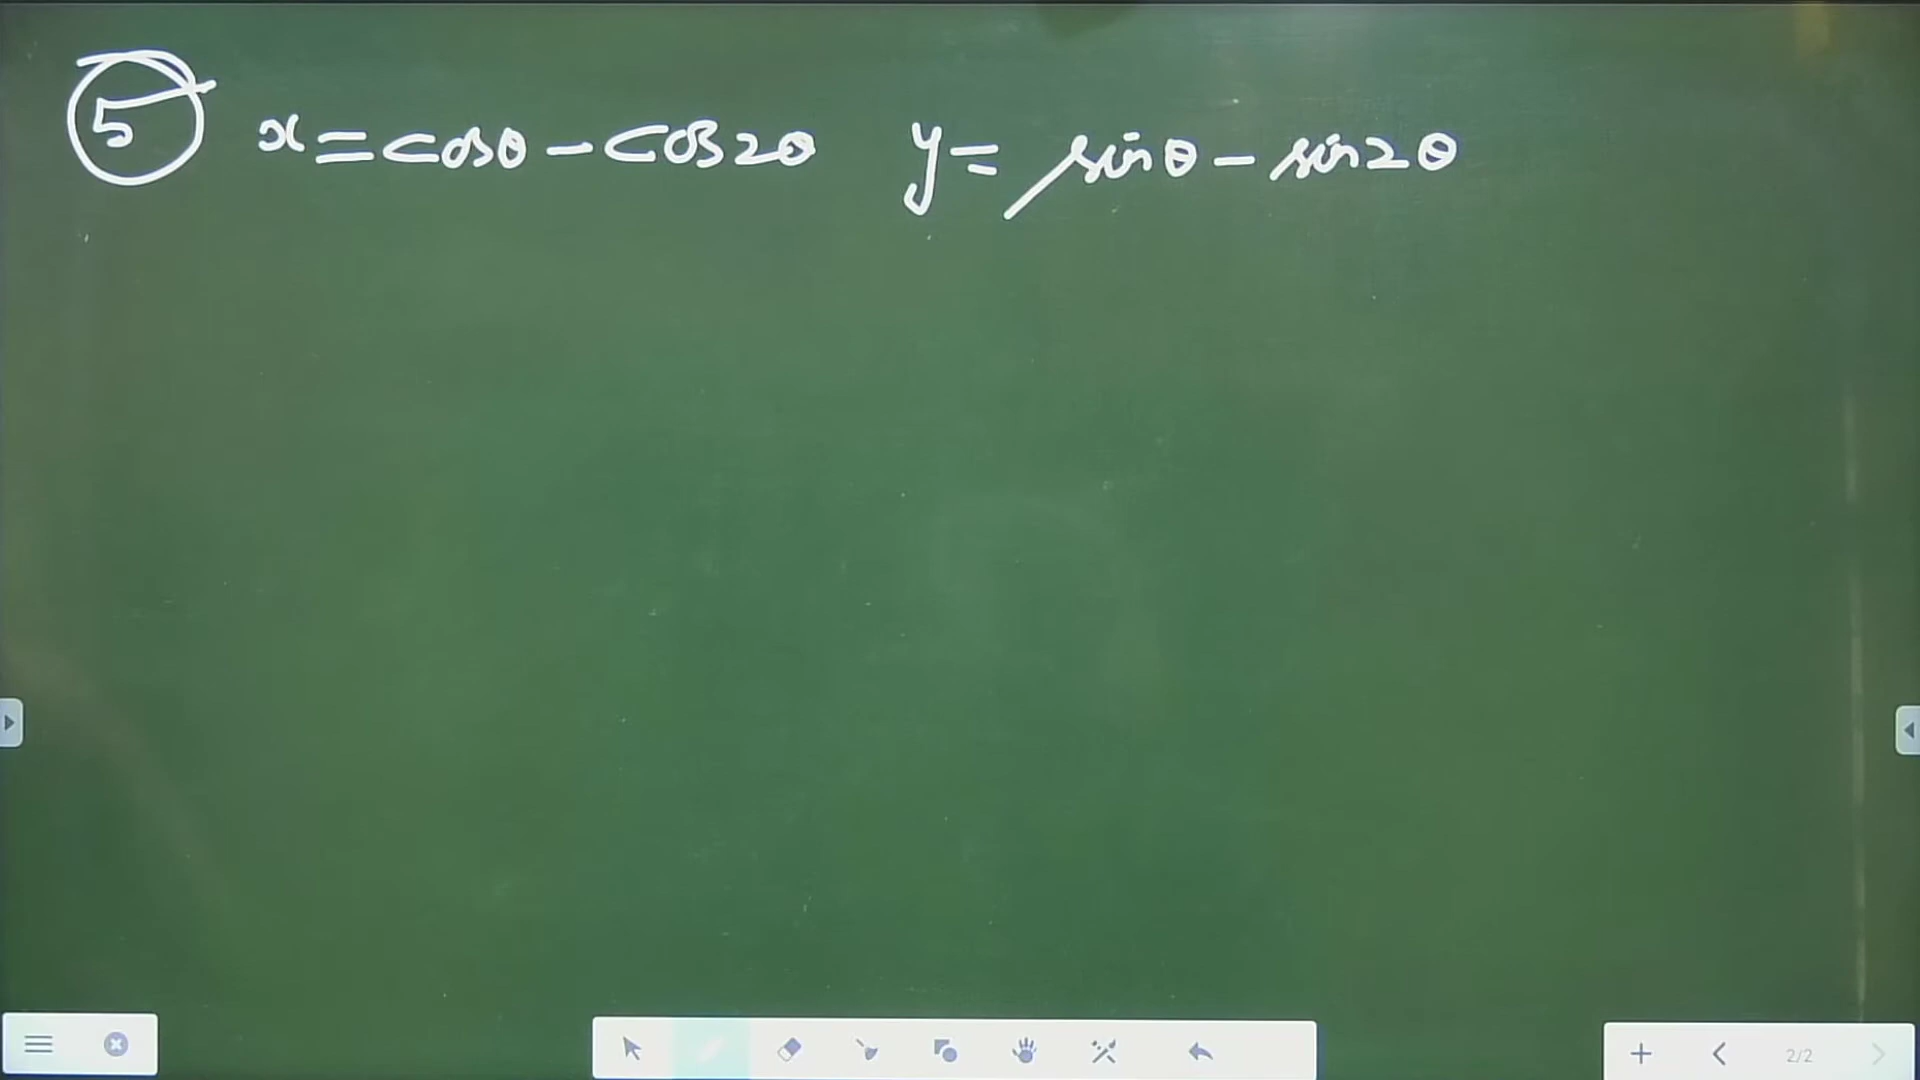 5 x = cosθ - cos2θ y = sinθ - sin2θ
2/2